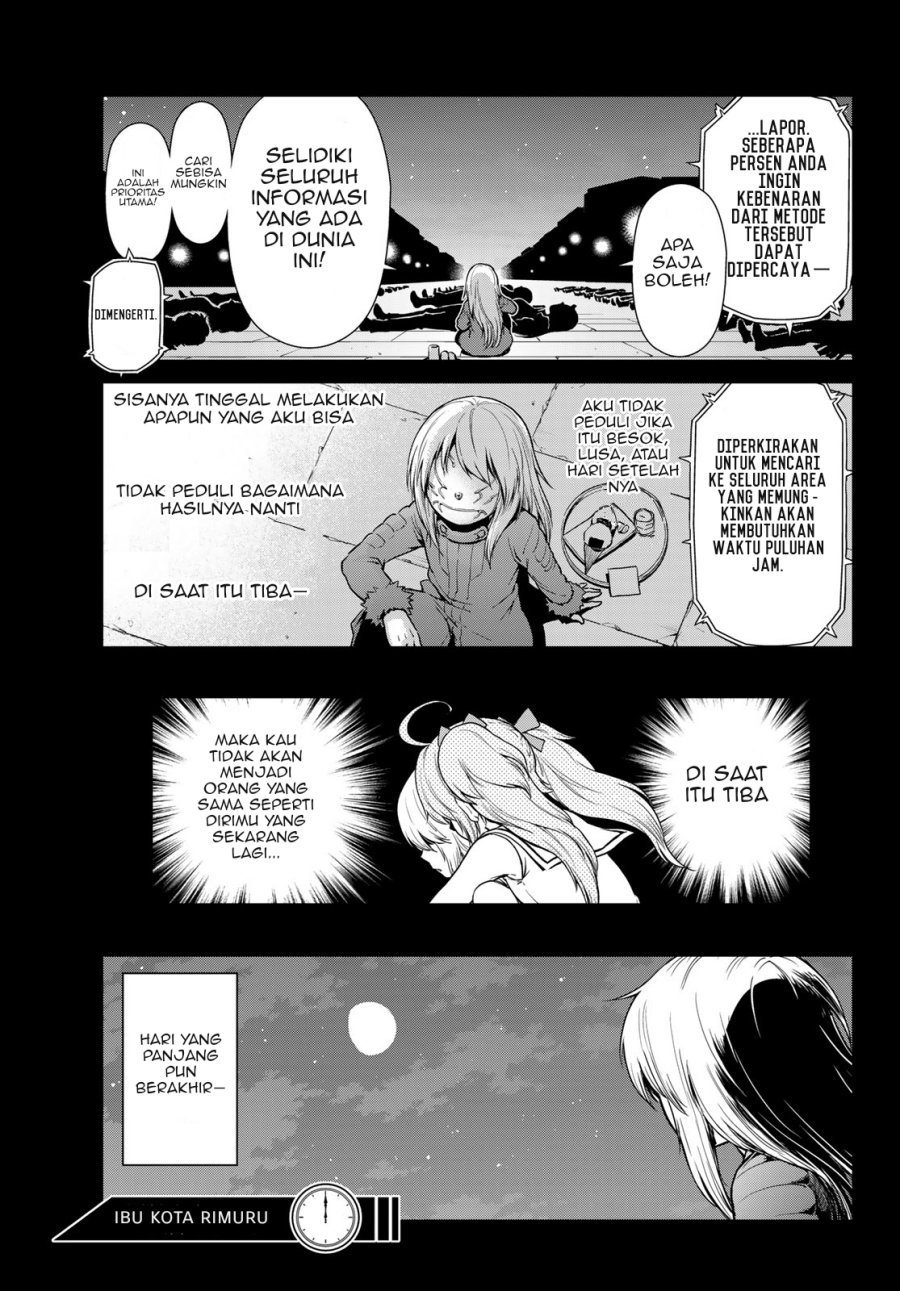 ...LAPOR.
SEBERAPA
PERSEN ANDA
INGIN
KEBENARAN
DARI METODE
TERSEBUT
DAPAT
DIPERCAYA—
APA
SAJA
BOLEH!
SELIDIKI
SELURUH
INFORMASI
YANG ADA
DI DUNIA
INI!
CARI
SEBISA
MUNGKIN
INI
ADALAH
PRIORITAS
UTAMA!
DIMENGERTI.
DIPERKIRAKAN
UNTUK MENCARI
KE SELURUH AREA
YANG MEMUNG-
KINKAN AKAN
MEMBUTUHKAN
WAKTU PULUHAN
JAM.
AKU TIDAK
PEDULI JIKA
ITU BESOK,
LUSA, ATAU
HARI SETELAH
NYA
SISANYA TINGGAL MELAKUKAN
APAPUN YANG AKU BISA
TIDAK PEDULI BAGAIMANA
HASILNYA NANTI
DI SAAT ITU TIBA—
DI SAAT
ITU TIBA
MAKA KAU
TIDAK AKAN
MENJADI
ORANG YANG
SAMA SEPERTI
DIRIMU YANG
SEKARANG
LAGI...
HARI YANG
PANJANG
PUN
BERAKHIR—
IBU KOTA RIMURU